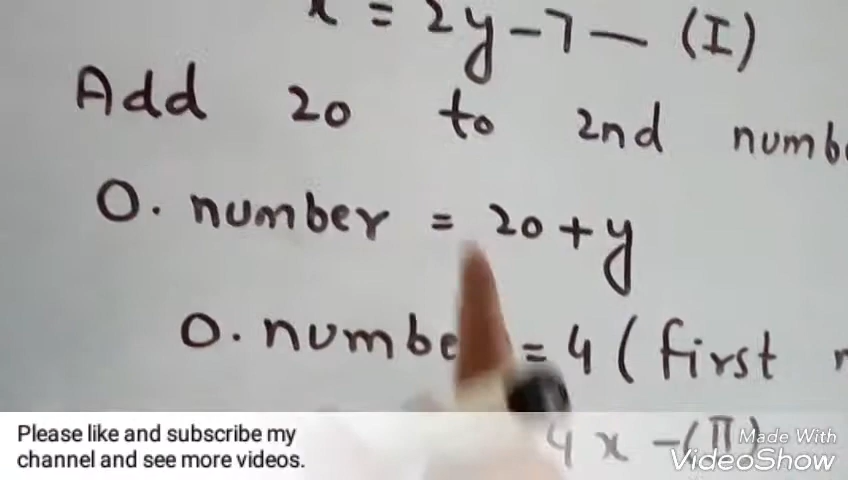 x = 2y - 7 — (I)
Add 20 to 2nd
O. number = 20 + y
O. numbe = 4 ( first
4x - (II)
Please like and subscribe my
channel and see more videos.
Made With
VideoShow